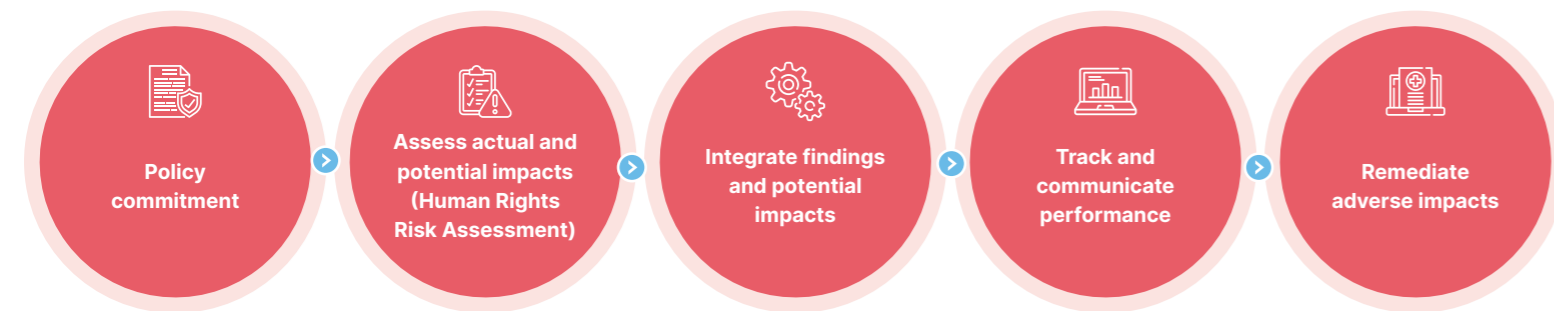 Policy
commitment
Assess actual and
potential impacts
(Human Rights
Risk Assessment)
Integrate findings
and potential
impacts
Track and
communicate
performance
Remediate
adverse impacts